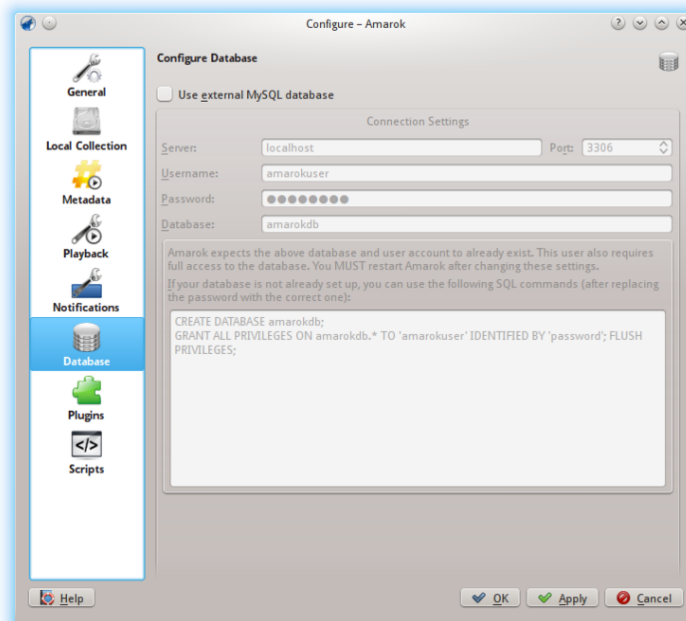 Configure – Amarok
General
Local Collection
Metadata
Playback
Notifications
Database
Plugins
Scripts
Configure Database
Use external MySQL database
Connection Settings
Server: localhost Port: 3306
Username: amarokuser
Password: ●●●●●●●●
Database: amarokdb
Amarok expects the above database and user account to already exist. This user also requires
full access to the database. You MUST restart Amarok after changing these settings.
If your database is not already set up, you can use the following SQL commands (after replacing
the password with the correct one):
CREATE DATABASE amarokdb;
GRANT ALL PRIVILEGES ON amarokdb.* TO 'amarokuser' IDENTIFIED BY 'password'; FLUSH
PRIVILEGES;
Help OK Apply Cancel